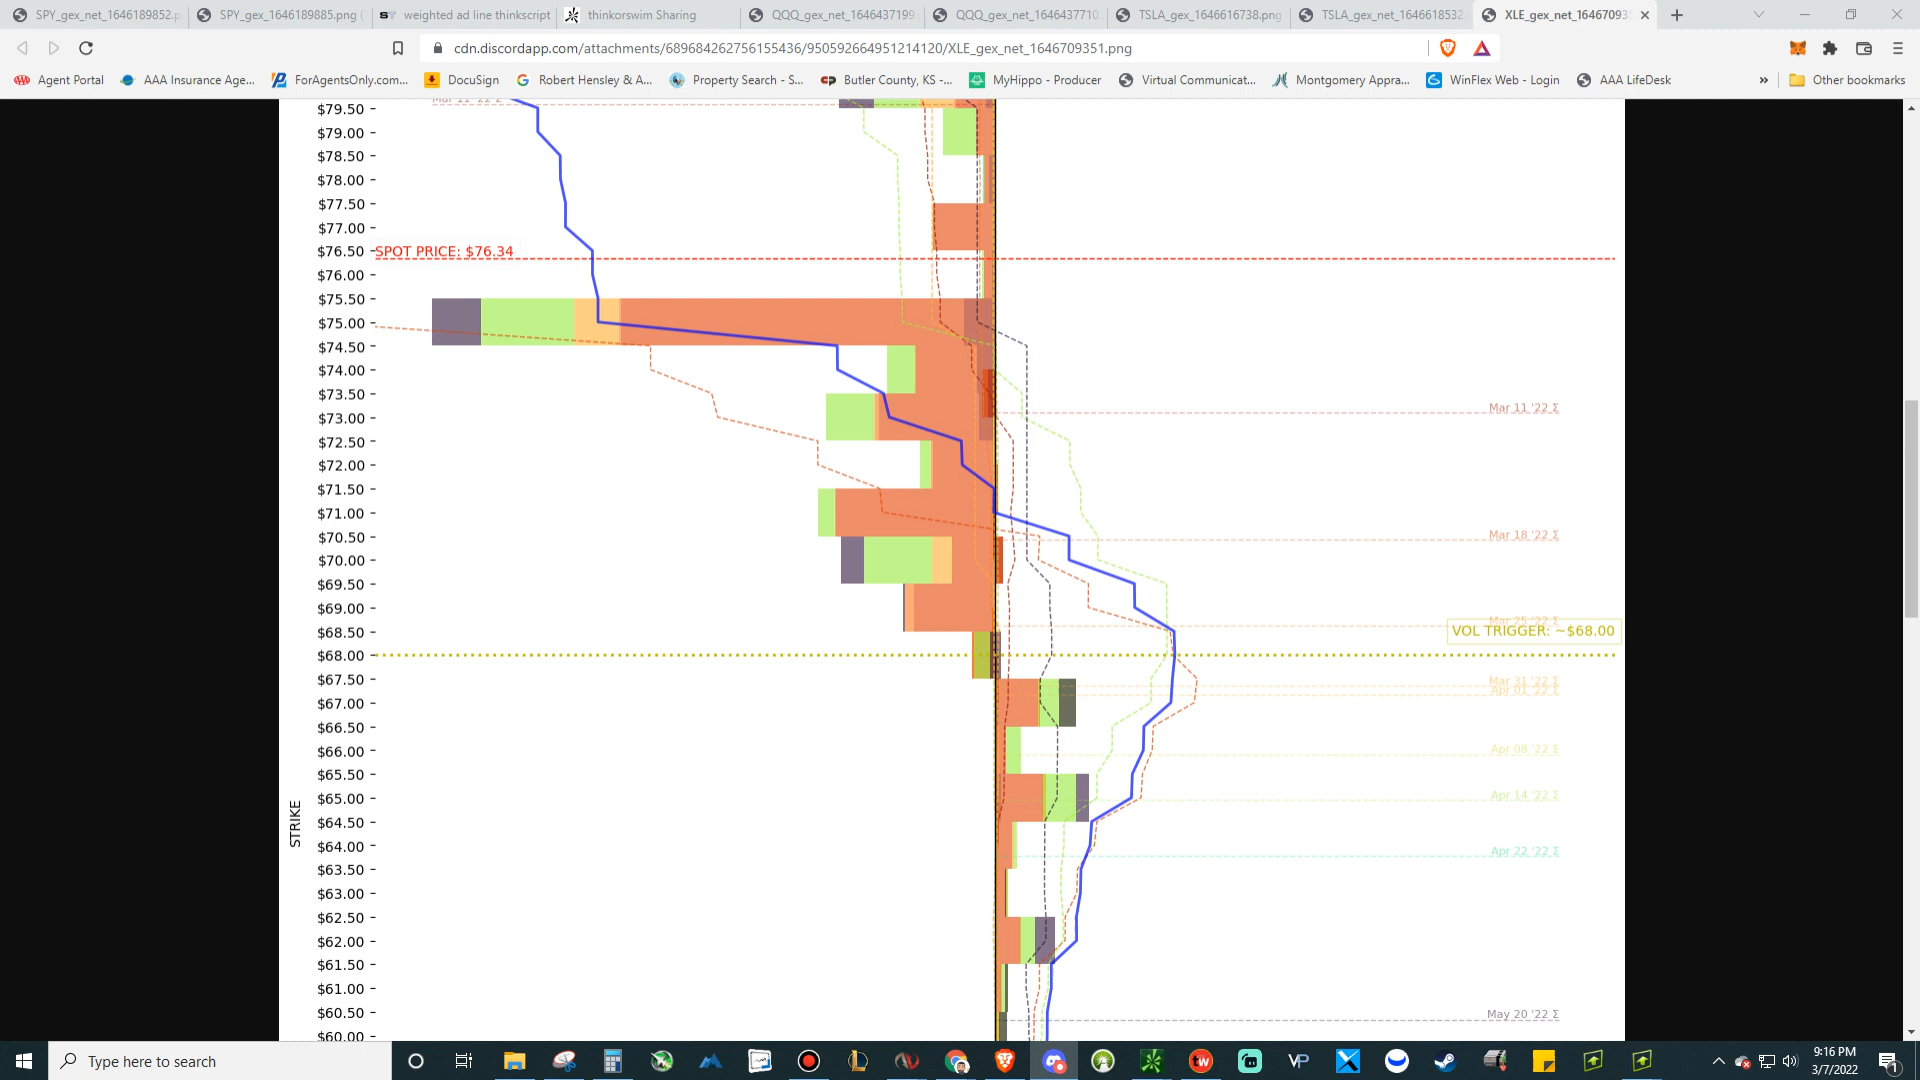 SPY_gex_net_1646189852.p
SPY_gex_1646189885.png (
weighted ad line thinkscript
thinkorswim Sharing
QQQ_gex_net_1646437199.
QQQ_gex_net_1646437710.
TSLA_gex_1646616738.png
TSLA_gex_net_1646618532.
XLE_gex_net_164670935
cdn.discordapp.com/attachments/689684262756155436/950592664951214120/XLE_gex_net_1646709351.png
Agent Portal
AAA Insurance Age...
ForAgentsOnly.com...
DocuSign
Robert Hensley & A...
Property Search - S...
Butler County, KS -...
MyHippo - Producer
Virtual Communicat...
Montgomery Appra...
WinFlex Web - Login
AAA LifeDesk
»
Other bookmarks
Mar 11 '22 Σ
$79.50
$79.00
$78.50
$78.00
$77.50
$77.00
$76.50
SPOT PRICE: $76.34
$76.00
$75.50
$75.00
$74.50
$74.00
$73.50
Mar 11 '22 Σ
$73.00
$72.50
$72.00
$71.50
$71.00
$70.50
Mar 18 '22 Σ
$70.00
$69.50
$69.00
Mar 25 '22 Σ
$68.50
VOL TRIGGER: ~$68.00
$68.00
$67.50
Mar 31 '22 Σ
Apr 01 '22 Σ
$67.00
$66.50
$66.00
Apr 08 '22 Σ
$65.50
$65.00
Apr 14 '22 Σ
$64.50
STRIKE
$64.00
Apr 22 '22 Σ
$63.50
$63.00
$62.50
$62.00
$61.50
$61.00
$60.50
May 20 '22 Σ
$60.00
Type here to search
9:16 PM
3/7/2022
1